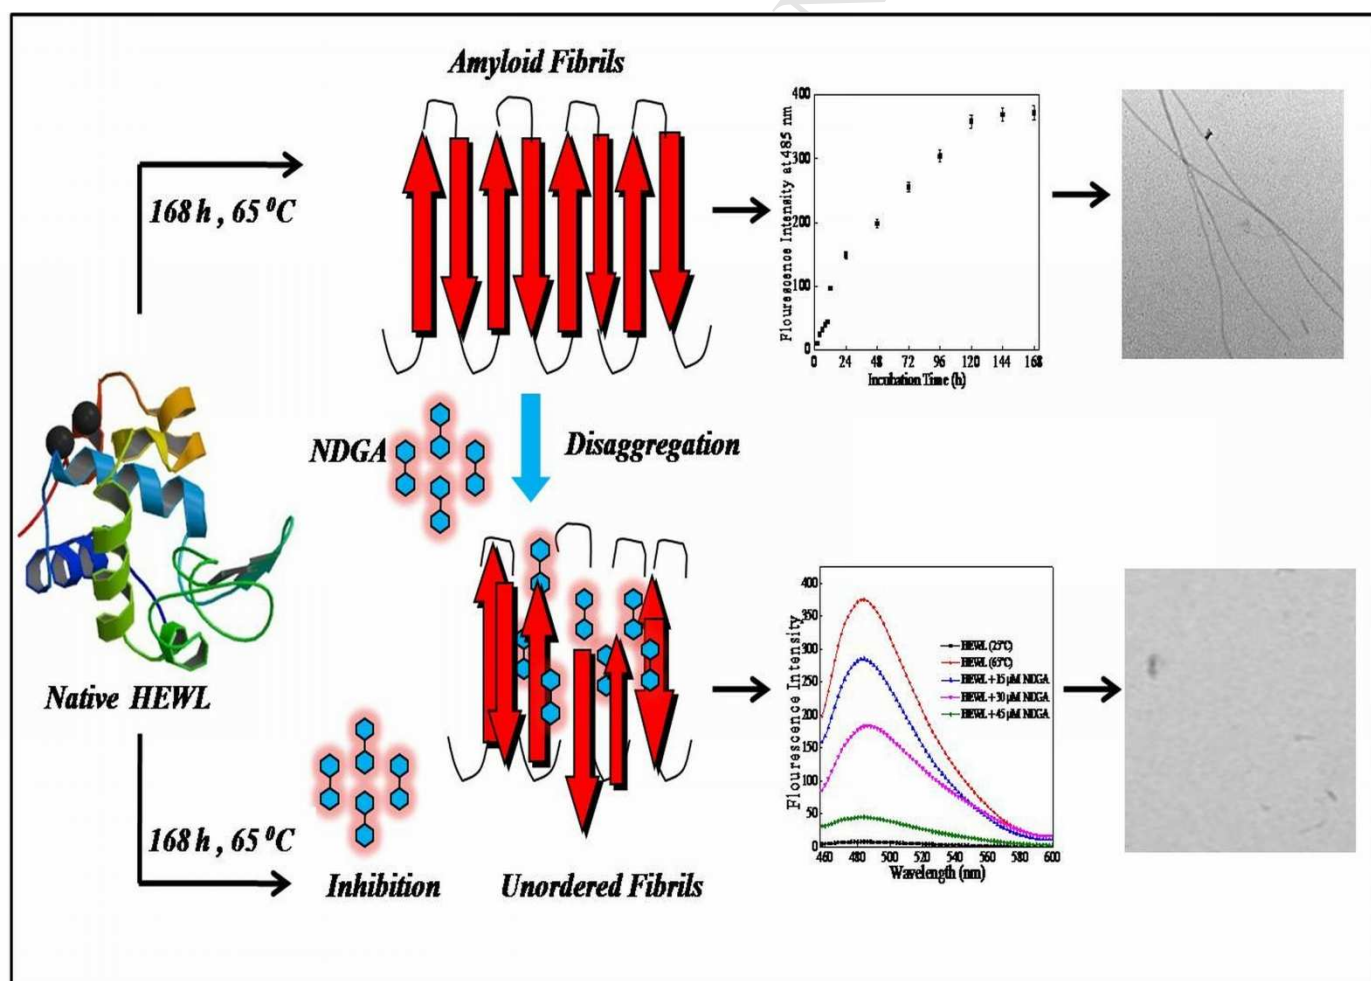 Amyloid Fibrils
168 h , 65 ⁰C
Flourescence Intensity at 485 nm
400
300
200
100
0
24 48 72 96 120 144 168
Incubation Time (h)
NDGA
Disaggregation
Native HEWL
168 h , 65 ⁰C
Inhibition
Unordered Fibrils
Flourescence Intensity
400
350
300
250
200
150
100
50
0
HEWL (25°C)
HEWL (65°C)
HEWL + 15 µM NDGA
HEWL + 30 µM NDGA
HEWL + 45 µM NDGA
460 480 500 520 540 560 580 600
Wavelength (nm)